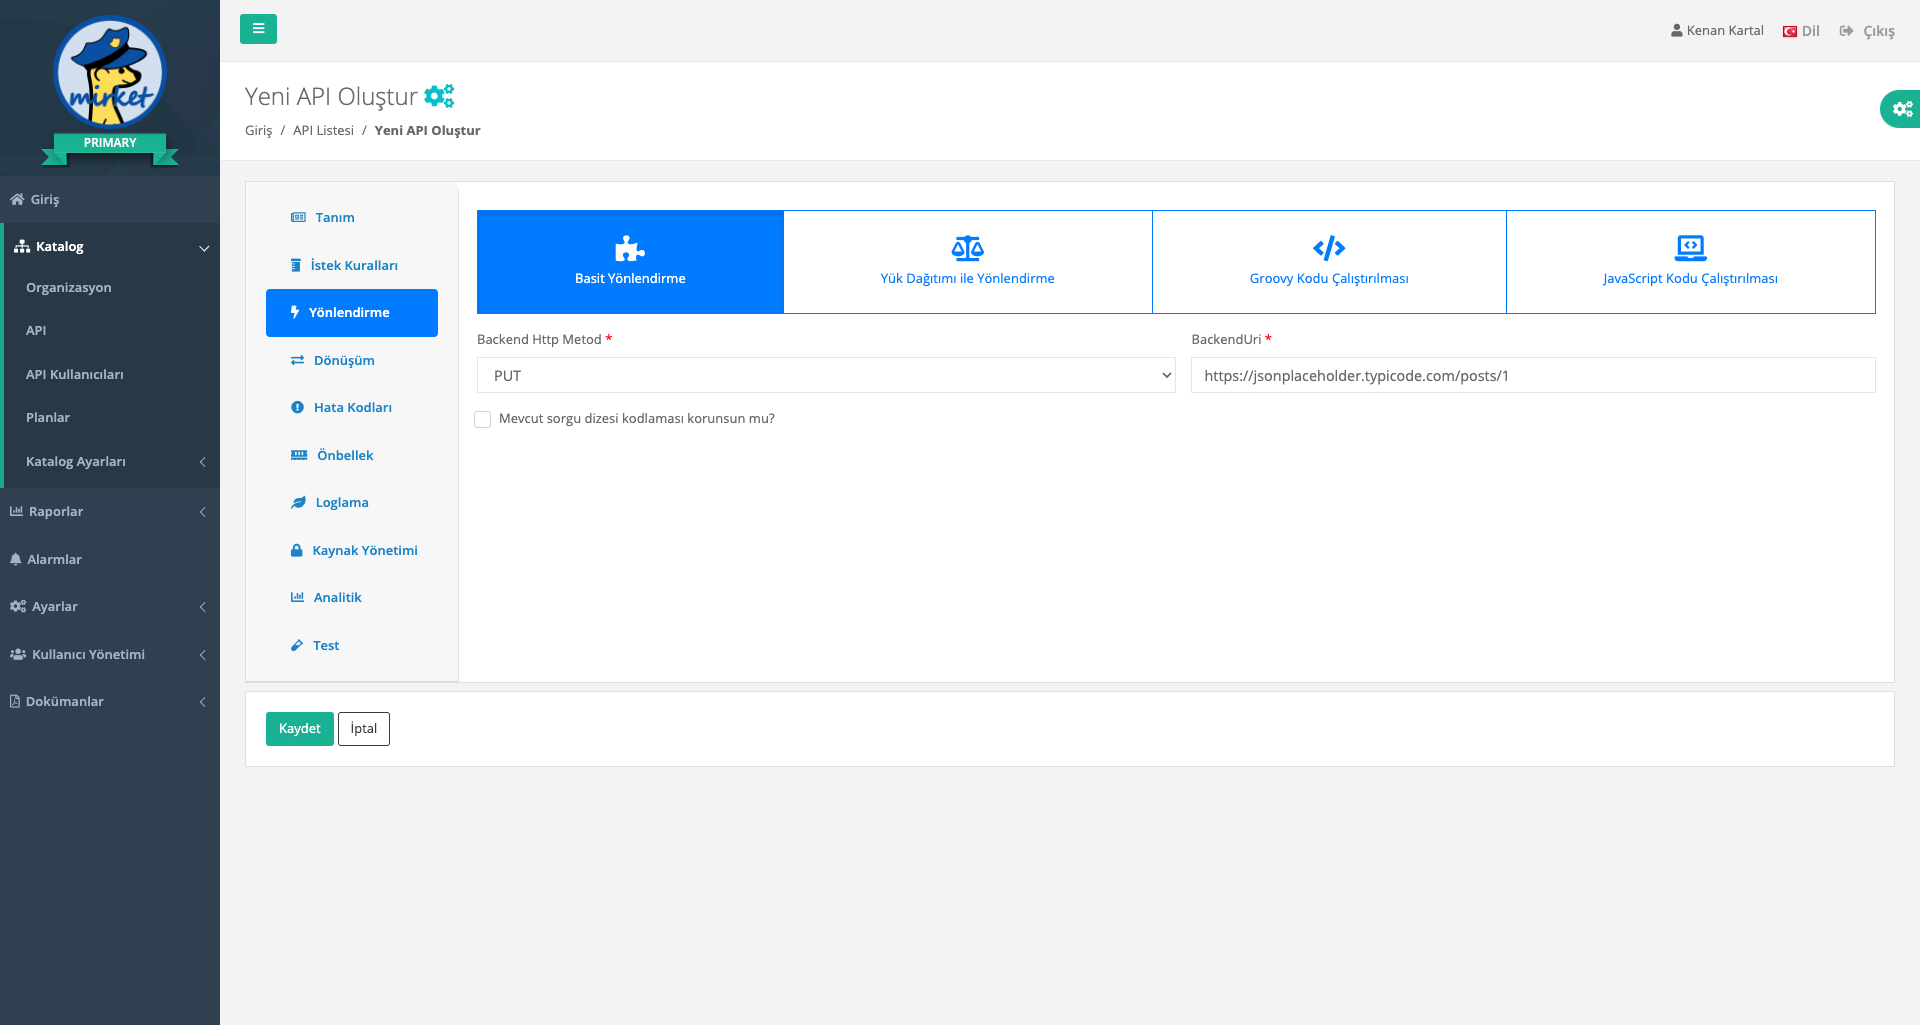 mirket
PRIMARY
Giriş
Katalog
Organizasyon
API
API Kullanıcıları
Planlar
Katalog Ayarları
Raporlar
Alarmlar
Ayarlar
Kullanıcı Yönetimi
Dokümanlar
Kenan Kartal
Dil
Çıkış
Yeni API Oluştur
Giriş / API Listesi / Yeni API Oluştur
Tanım
İstek Kuralları
Yönlendirme
Dönüşüm
Hata Kodları
Önbellek
Loglama
Kaynak Yönetimi
Analitik
Test
Basit Yönlendirme
Yük Dağıtımı ile Yönlendirme
Groovy Kodu Çalıştırılması
JavaScript Kodu Çalıştırılması
Backend Http Metod *
PUT
BackendUri *
https://jsonplaceholder.typicode.com/posts/1
Mevcut sorgu dizesi kodlaması korunsun mu?
Kaydet
İptal